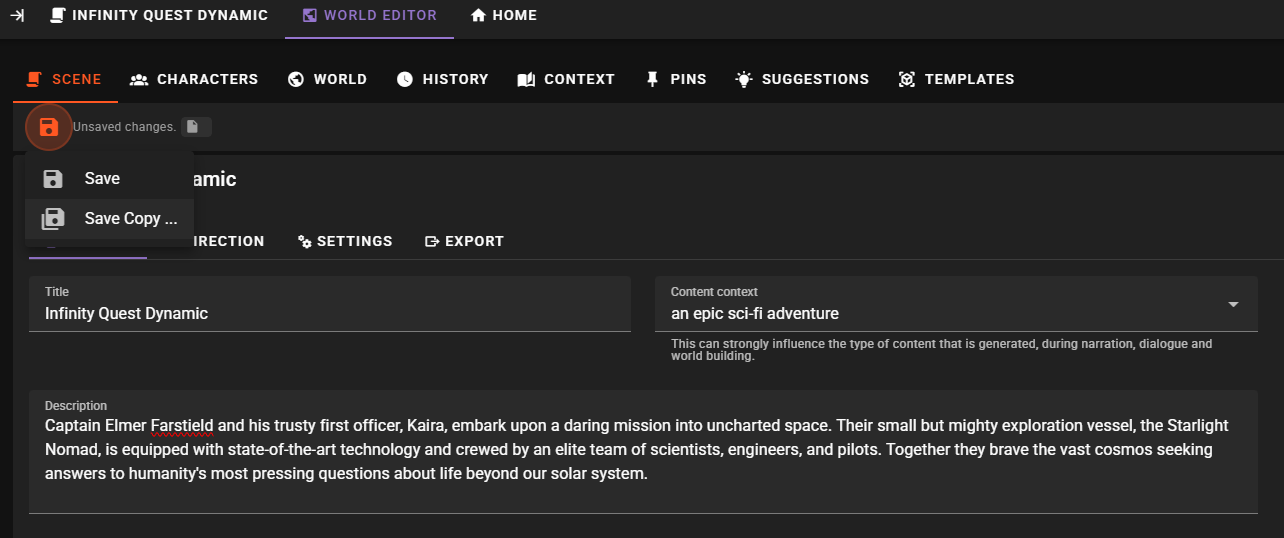 INFINITY QUEST DYNAMIC WORLD EDITOR HOME
SCENE CHARACTERS WORLD HISTORY CONTEXT PINS SUGGESTIONS TEMPLATES
Unsaved changes.
Save
amic
Save Copy ...
IRECTION SETTINGS EXPORT
Title
Infinity Quest Dynamic
Content context
an epic sci-fi adventure
This can strongly influence the type of content that is generated, during narration, dialogue and
world building.
Description
Captain Elmer Farstield and his trusty first officer, Kaira, embark upon a daring mission into uncharted space. Their small but mighty exploration vessel, the Starlight
Nomad, is equipped with state-of-the-art technology and crewed by an elite team of scientists, engineers, and pilots. Together they brave the vast cosmos seeking
answers to humanity's most pressing questions about life beyond our solar system.